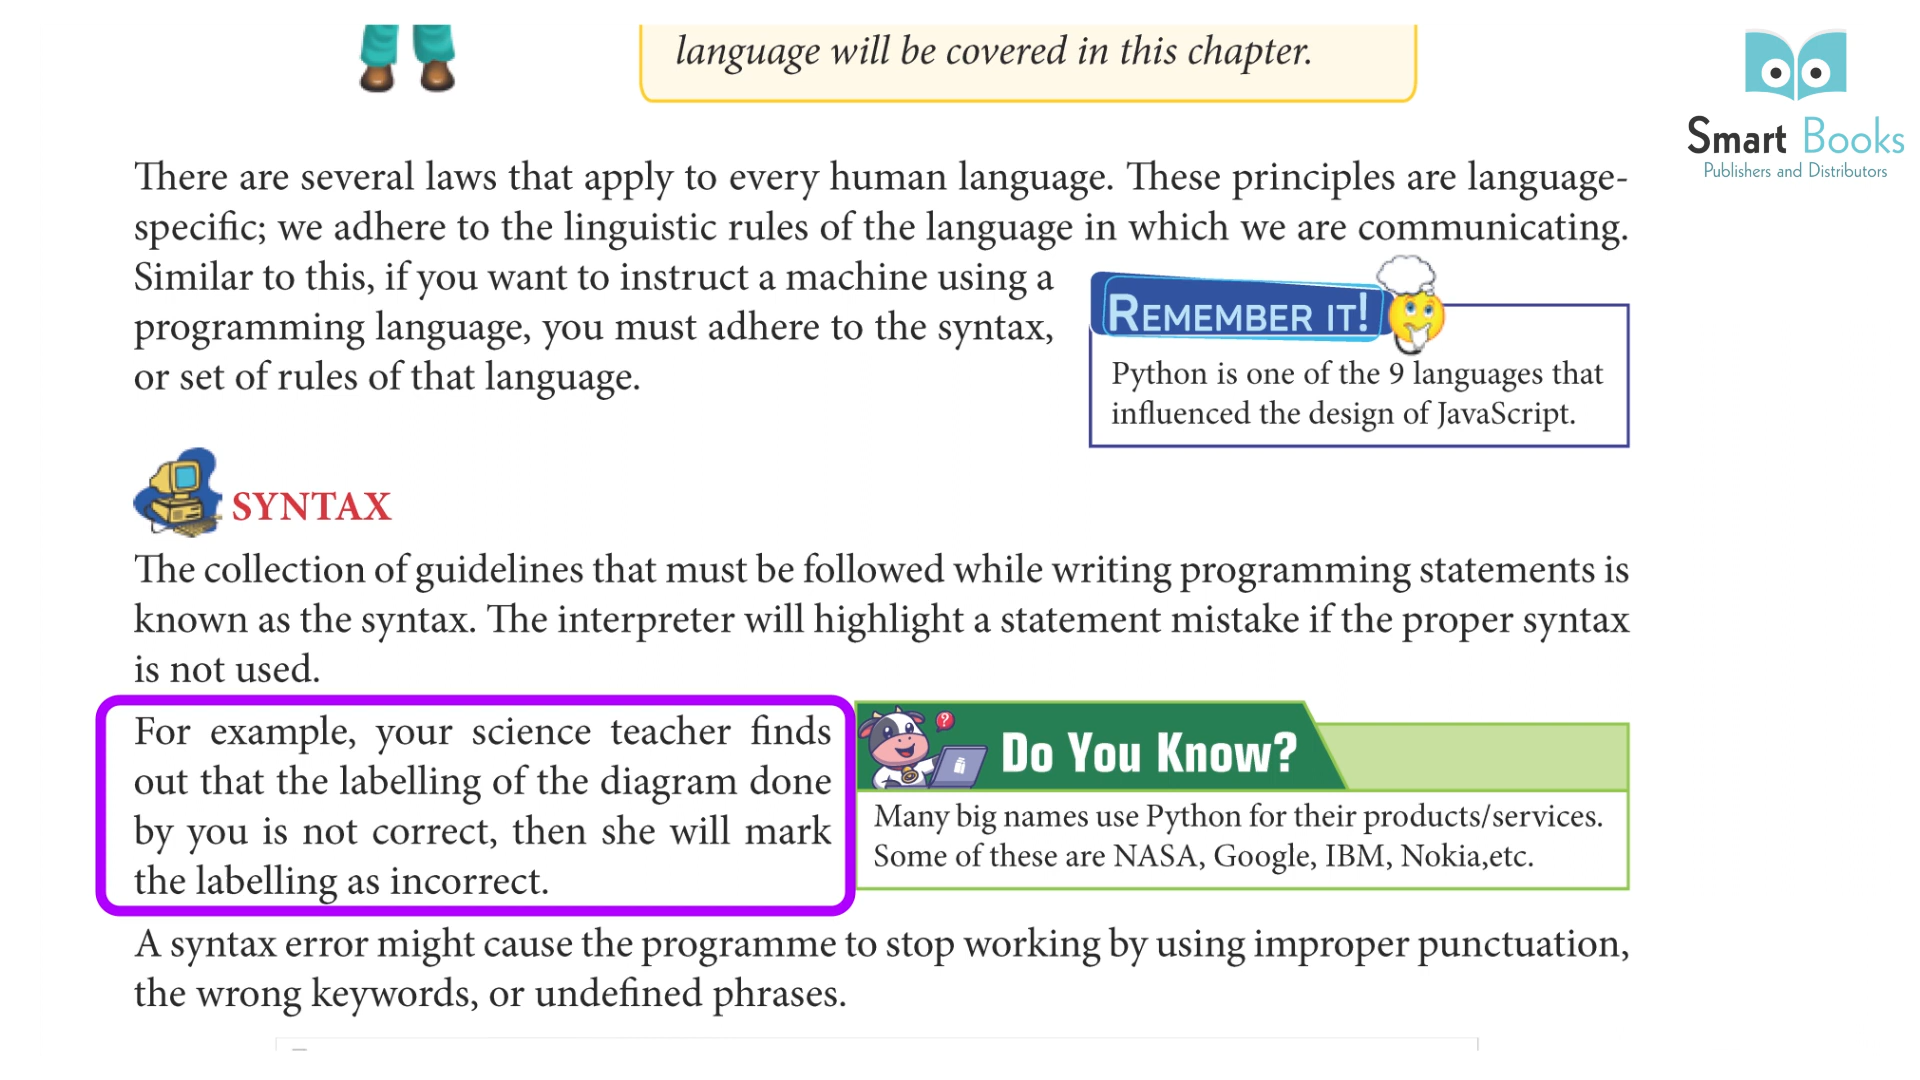 language will be covered in this chapter.
Smart Books
Publishers and Distributors
There are several laws that apply to every human language. These principles are language-
specific; we adhere to the linguistic rules of the language in which we are communicating.
Similar to this, if you want to instruct a machine using a
programming language, you must adhere to the syntax,
or set of rules of that language.
REMEMBER IT!
Python is one of the 9 languages that
influenced the design of JavaScript.
SYNTAX
The collection of guidelines that must be followed while writing programming statements is
known as the syntax. The interpreter will highlight a statement mistake if the proper syntax
is not used.
For example, your science teacher finds
out that the labelling of the diagram done
by you is not correct, then she will mark
the labelling as incorrect.
?
Do You Know?
Many big names use Python for their products/services.
Some of these are NASA, Google, IBM, Nokia,etc.
A syntax error might cause the programme to stop working by using improper punctuation,
the wrong keywords, or undefined phrases.